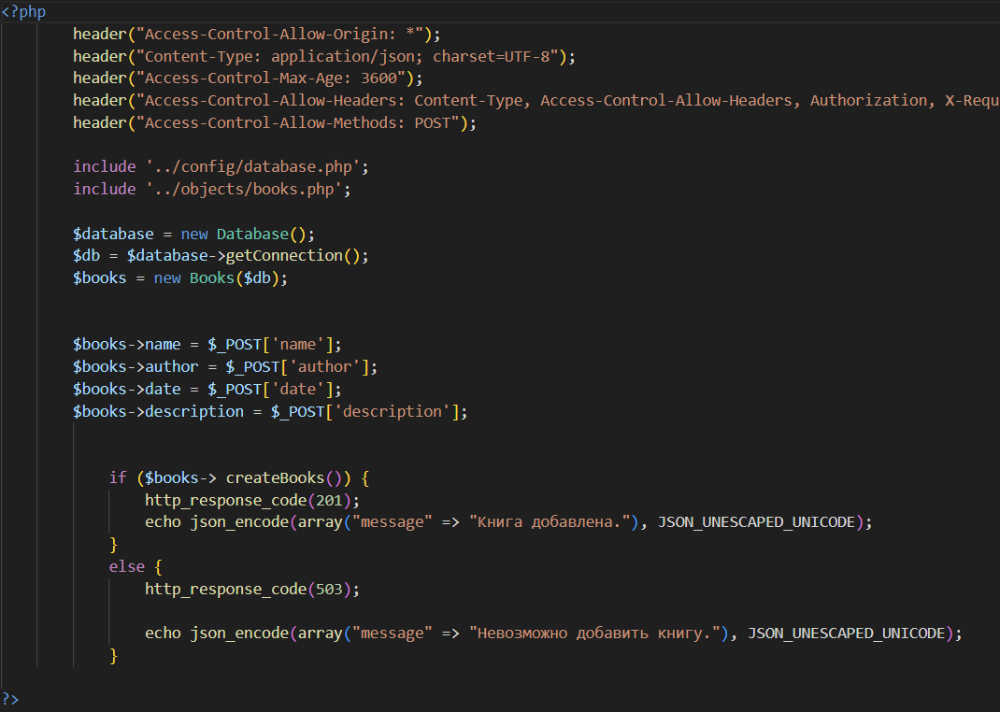 <?php
header("Access-Control-Allow-Origin: *");
header("Content-Type: application/json; charset=UTF-8");
header("Access-Control-Max-Age: 3600");
header("Access-Control-Allow-Headers: Content-Type, Access-Control-Allow-Headers, Authorization, X-Requ
header("Access-Control-Allow-Methods: POST");
include '../config/database.php';
include '../objects/books.php';
$database = new Database();
$db = $database->getConnection();
$books = new Books($db);
$books->name = $_POST['name'];
$books->author = $_POST['author'];
$books->date = $_POST['date'];
$books->description = $_POST['description'];
if ($books-> createBooks()) {
http_response_code(201);
echo json_encode(array("message" => "Книга добавлена."), JSON_UNESCAPED_UNICODE);
}
else {
http_response_code(503);
echo json_encode(array("message" => "Невозможно добавить книгу."), JSON_UNESCAPED_UNICODE);
}
?>